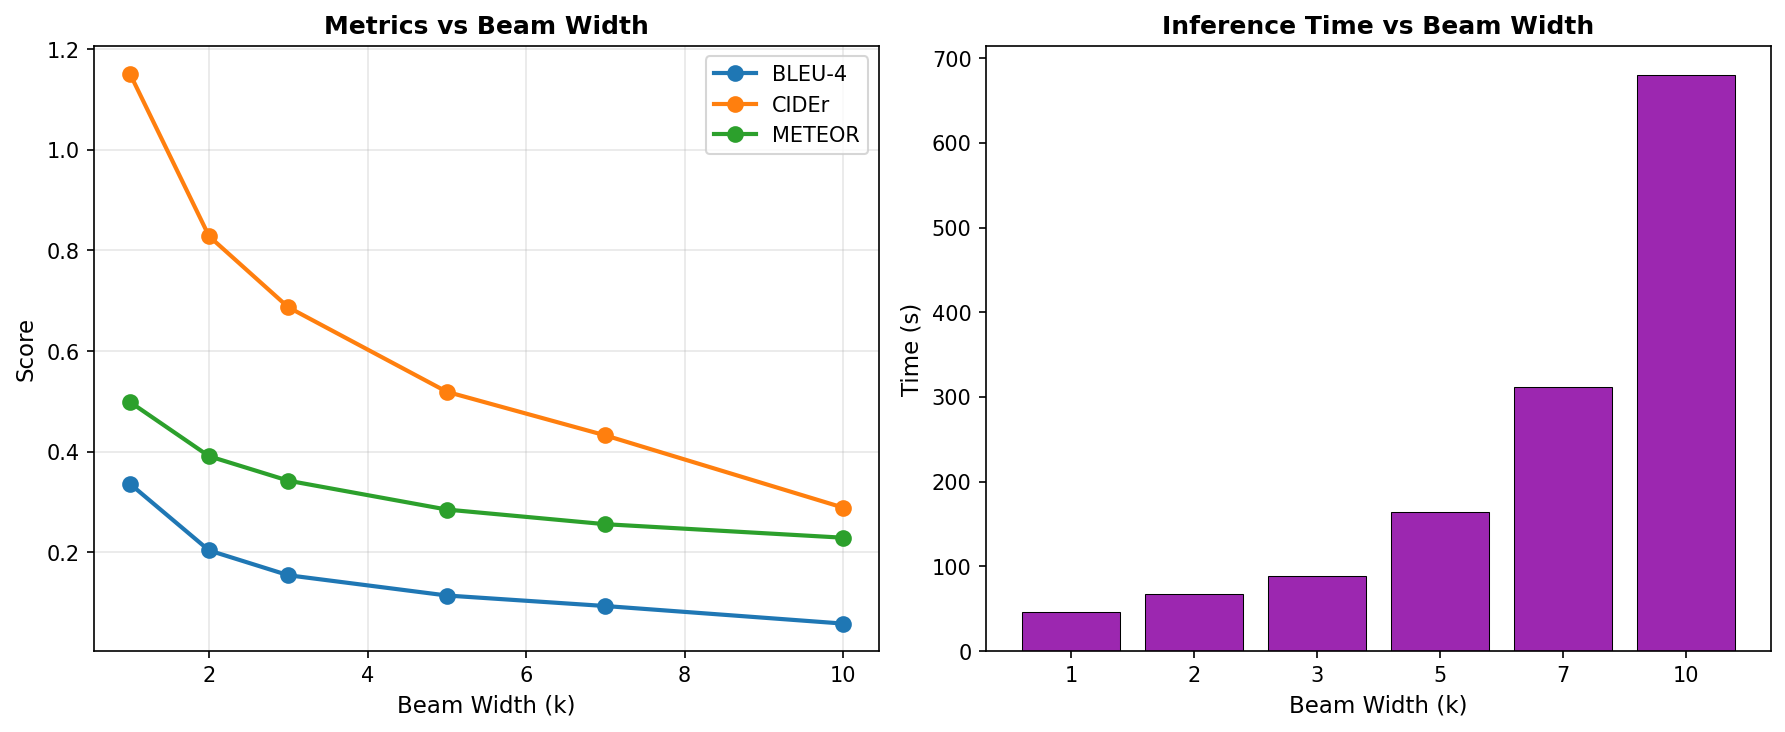 Metrics vs Beam Width
1.2
1.0
0.8
0.6
0.4
0.2
Score
BLEU-4
CIDEr
METEOR
2 4 6 8 10
Beam Width (k)
Inference Time vs Beam Width
700
600
500
400
300
200
100
0
Time (s)
1 2 3 5 7 10
Beam Width (k)